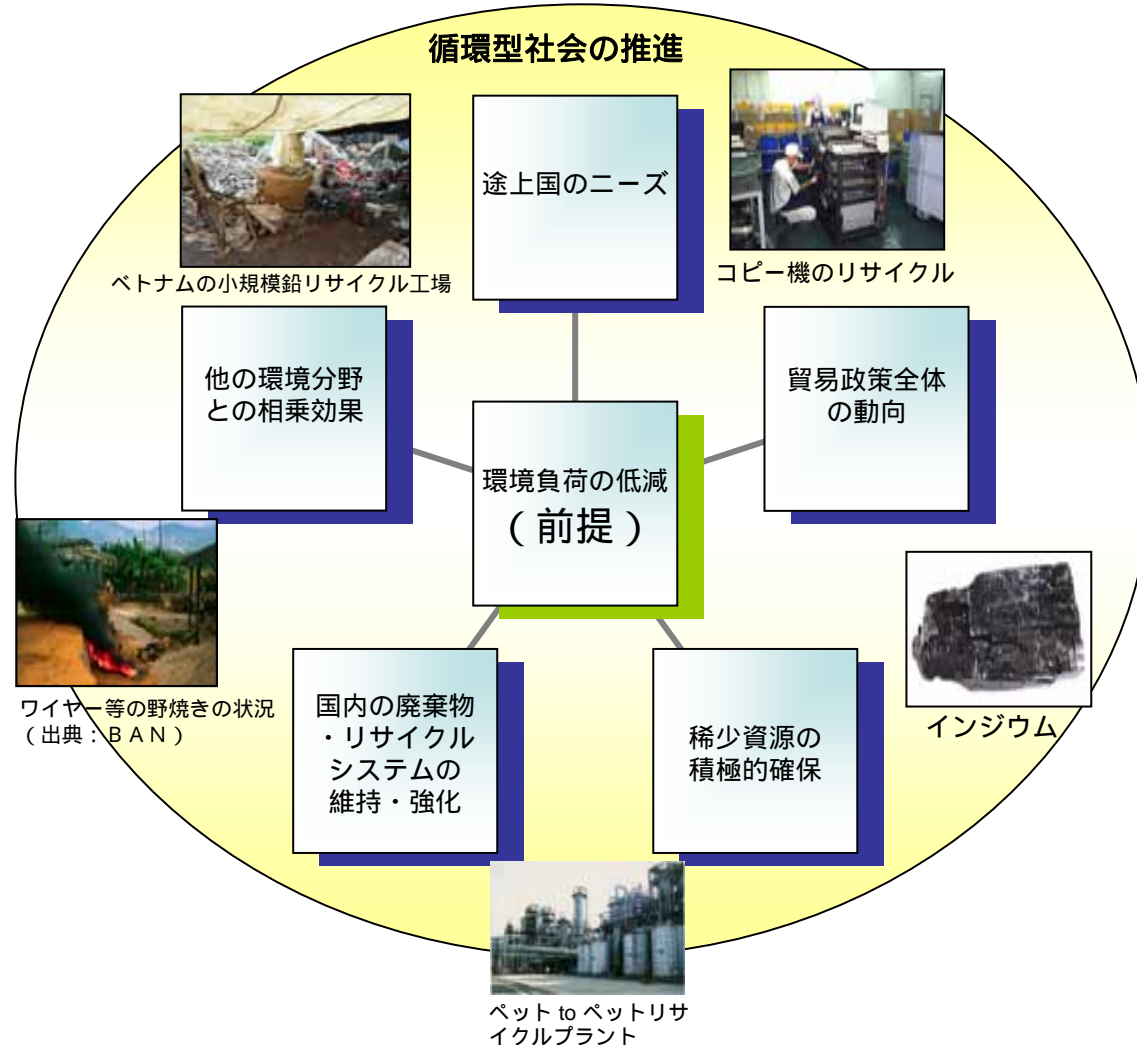 循環型社会の推進
途上国のニーズ
ベトナムの小規模鉛リサイクル工場
コピー機のリサイクル
他の環境分野
との相乗効果
貿易政策全体
の動向
環境負荷の低減
（前提）
ワイヤー等の野焼きの状況
（出典：ＢＡＮ）
国内の廃棄物
・リサイクル
システムの
維持・強化
稀少資源の
積極的確保
インジウム
ペット to ペットリサ
イクルプラント